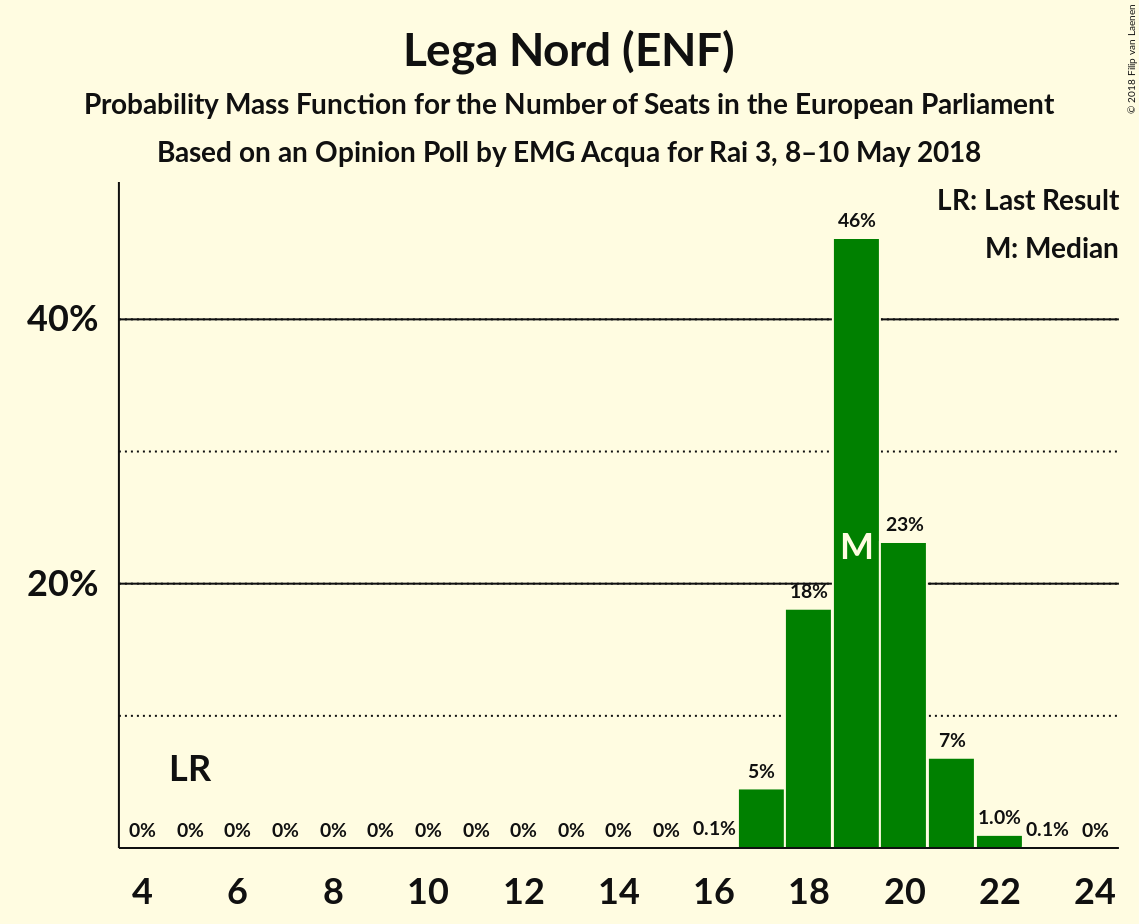 Lega Nord (ENF)
Probability Mass Function for the Number of Seats in the European Parliament
Based on an Opinion Poll by EMG Acqua for Rai 3, 8–10 May 2018
© 2018 Filip van Laenen
LR: Last Result
M: Median
46%
40%
23%
M
20%
18%
7%
LR
5%
0% 0% 0% 0% 0% 0% 0% 0% 0% 0% 0% 0% 0.1% 1.0% 0.1% 0%
4 6 8 10 12 14 16 18 20 22 24